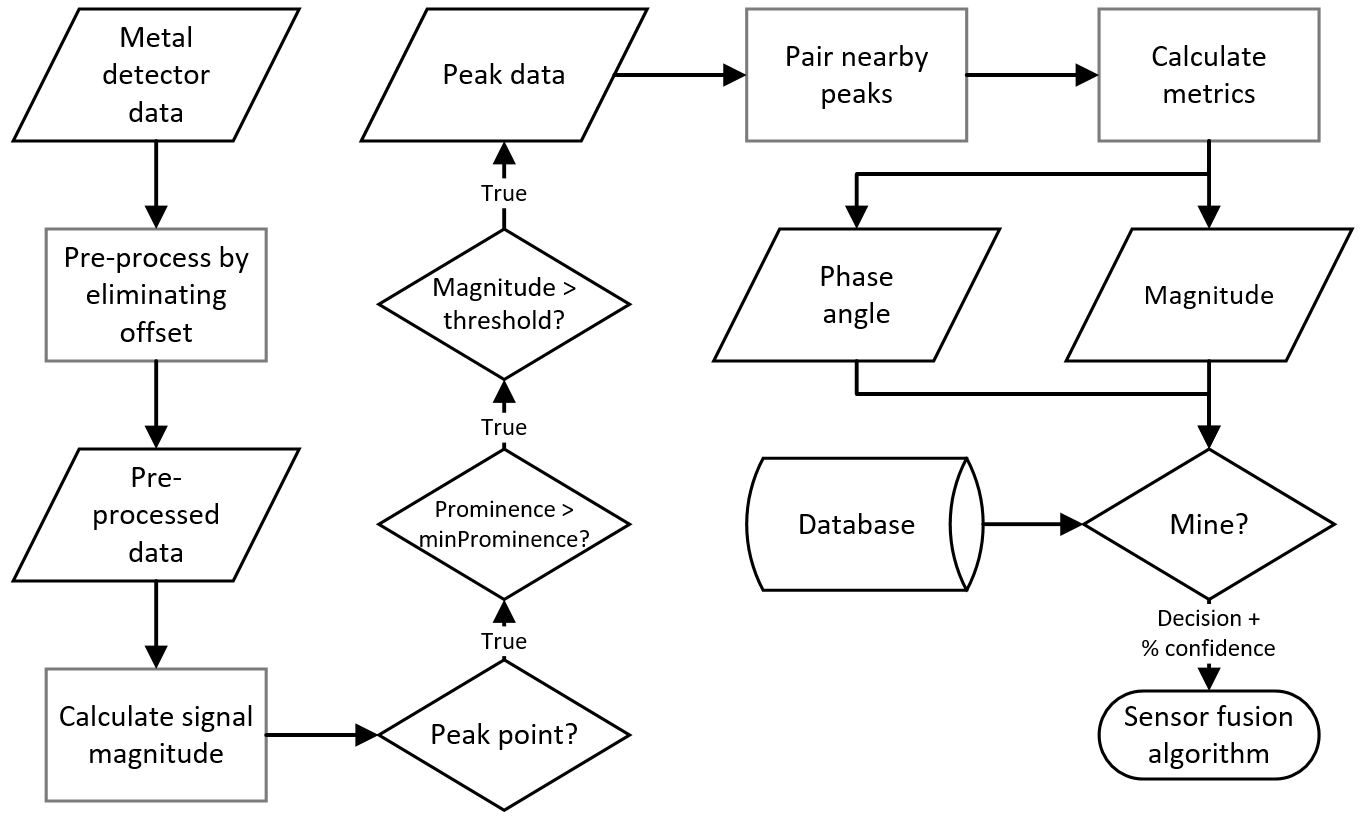 Metal
detector
data
Pre-process by
eliminating
offset
Pre-
processed
data
Calculate signal
magnitude
Peak point?
True
Prominence >
minProminence?
True
Magnitude >
threshold?
True
Peak data
Pair nearby
peaks
Calculate
metrics
Phase
angle
Magnitude
Database
Mine?
Decision +
% confidence
Sensor fusion
algorithm